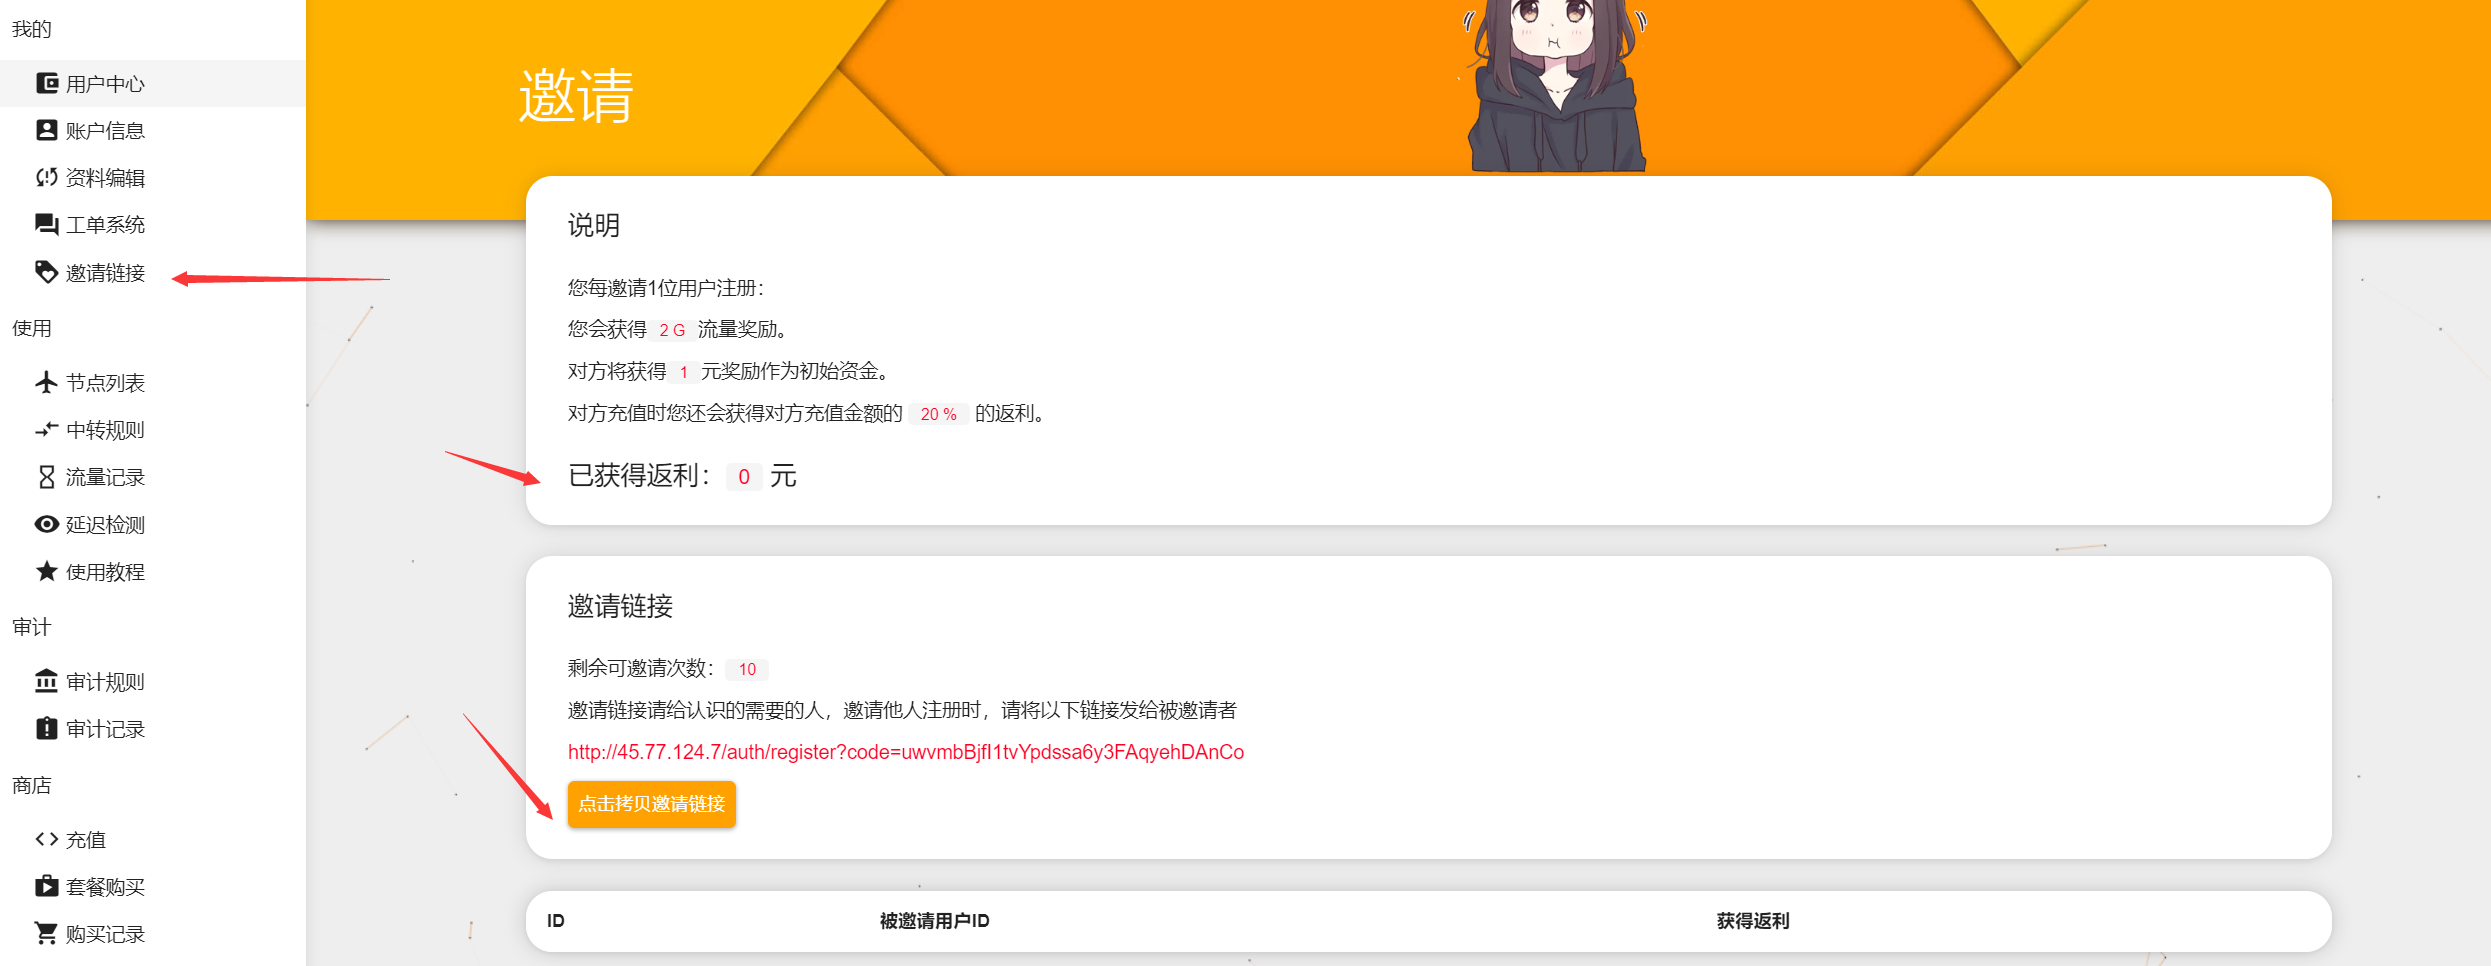 我的
用户中心
账户信息
资料编辑
工单系统
邀请链接
使用
节点列表
中转规则
流量记录
延迟检测
使用教程
审计
审计规则
审计记录
商店
充值
套餐购买
购买记录
邀请
说明
您每邀请1位用户注册：
您会获得 2 G 流量奖励。
对方将获得 1 元奖励作为初始资金。
对方充值时您还会获得对方充值金额的 20 % 的返利。
已获得返利： 0 元
邀请链接
剩余可邀请次数： 10
邀请链接请给认识的需要的人，邀请他人注册时，请将以下链接发给被邀请者
http://45.77.124.7/auth/register?code=uwvmbBjfI1tvYpdssa6y3FAqyehDAnCo
点击拷贝邀请链接
ID 被邀请用户ID 获得返利